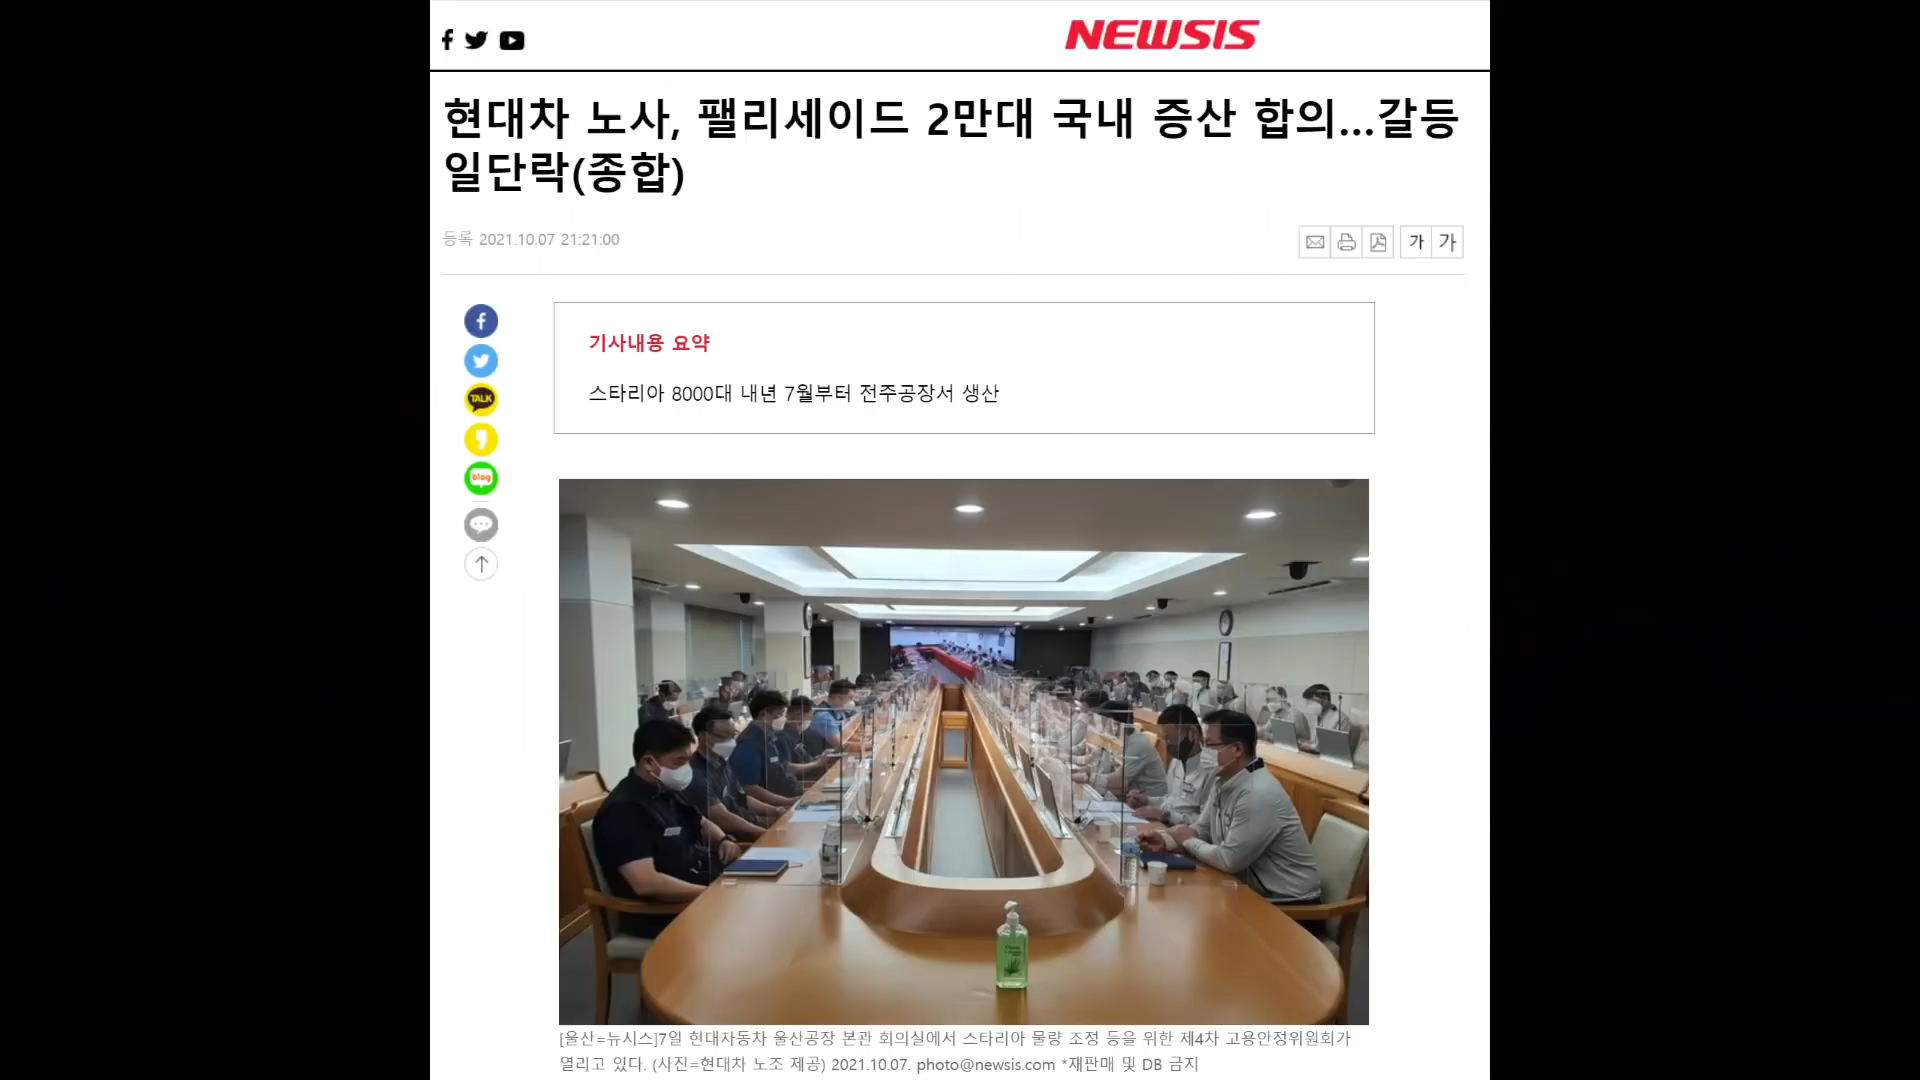 NEWSIS
현대차 노사, 팰리세이드 2만대 국내 증산 합의…갈등
일단락(종합)
등록 2021.10.07 21:21:00
가 가
기사내용 요약
스타리아 8000대 내년 7월부터 전주공장서 생산
TALK
blog
[울산=뉴시스]7일 현대자동차 울산공장 본관 회의실에서 스타리아 물량 조정 등을 위한 제4차 고용안정위원회가
열리고 있다. (사진=현대차 노조 제공) 2021.10.07. photo@newsis.com *재판매 및 DB 금지